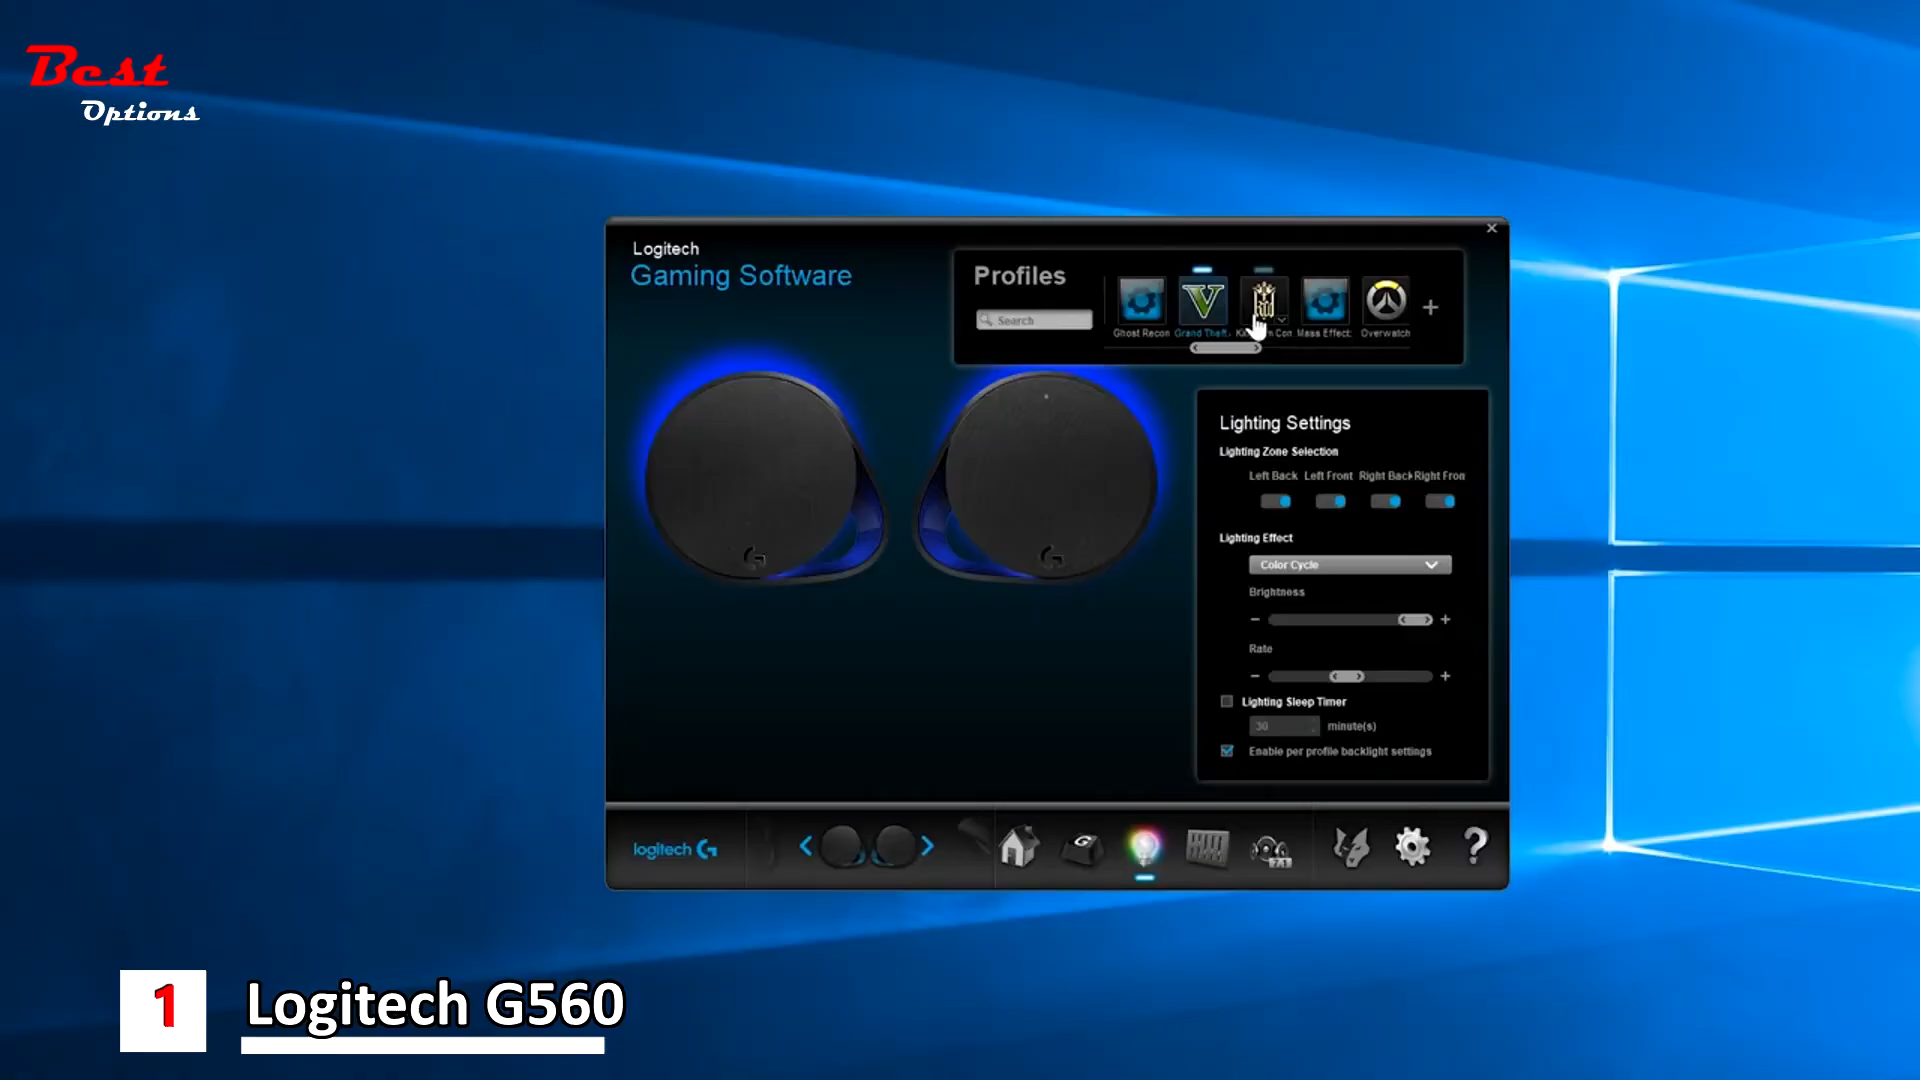 Best
Options
Logitech
Gaming Software
Profiles
Search
Ghost Recon
Grand Theft
Mass Effect:
Overwatch
Lighting Settings
Lighting Zone Selection
Left Back Left Front Right Back Right Fron
Lighting Effect
Color Cycle
Brightness
Rate
Lighting Sleep Timer
30 minute(s)
Enable per profile backlight settings
logitech G
7.1
1 Logitech G560